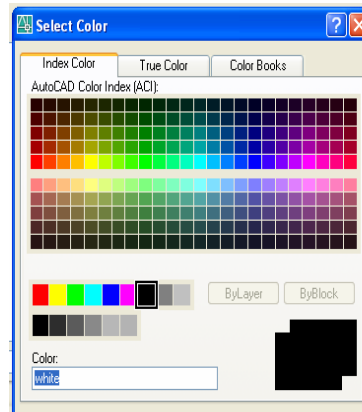 Select Color
Index Color True Color Color Books
AutoCAD Color Index (ACI):
ByLayer ByBlock
Color:
white